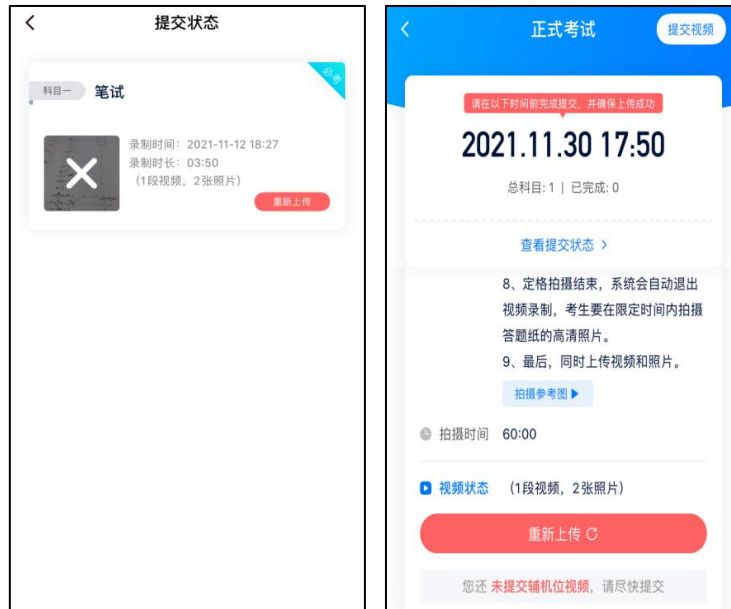 提交状态
科目一 笔试
必考
录制时间：2021-11-12 18:27
录制时长：03:50
（1段视频，2张照片）
重新上传
正式考试
提交视频
请在以下时间前完成提交，并确保上传成功
2021.11.30 17:50
总科目: 1 | 已完成: 0
查看提交状态 >
8、定格拍摄结束，系统会自动退出
视频录制，考生要在限定时间内拍摄
答题纸的高清照片。
9、最后，同时上传视频和照片。
拍摄参考图
拍摄时间 60:00
视频状态 （1段视频，2张照片）
重新上传
您还 未提交辅机位视频，请尽快提交